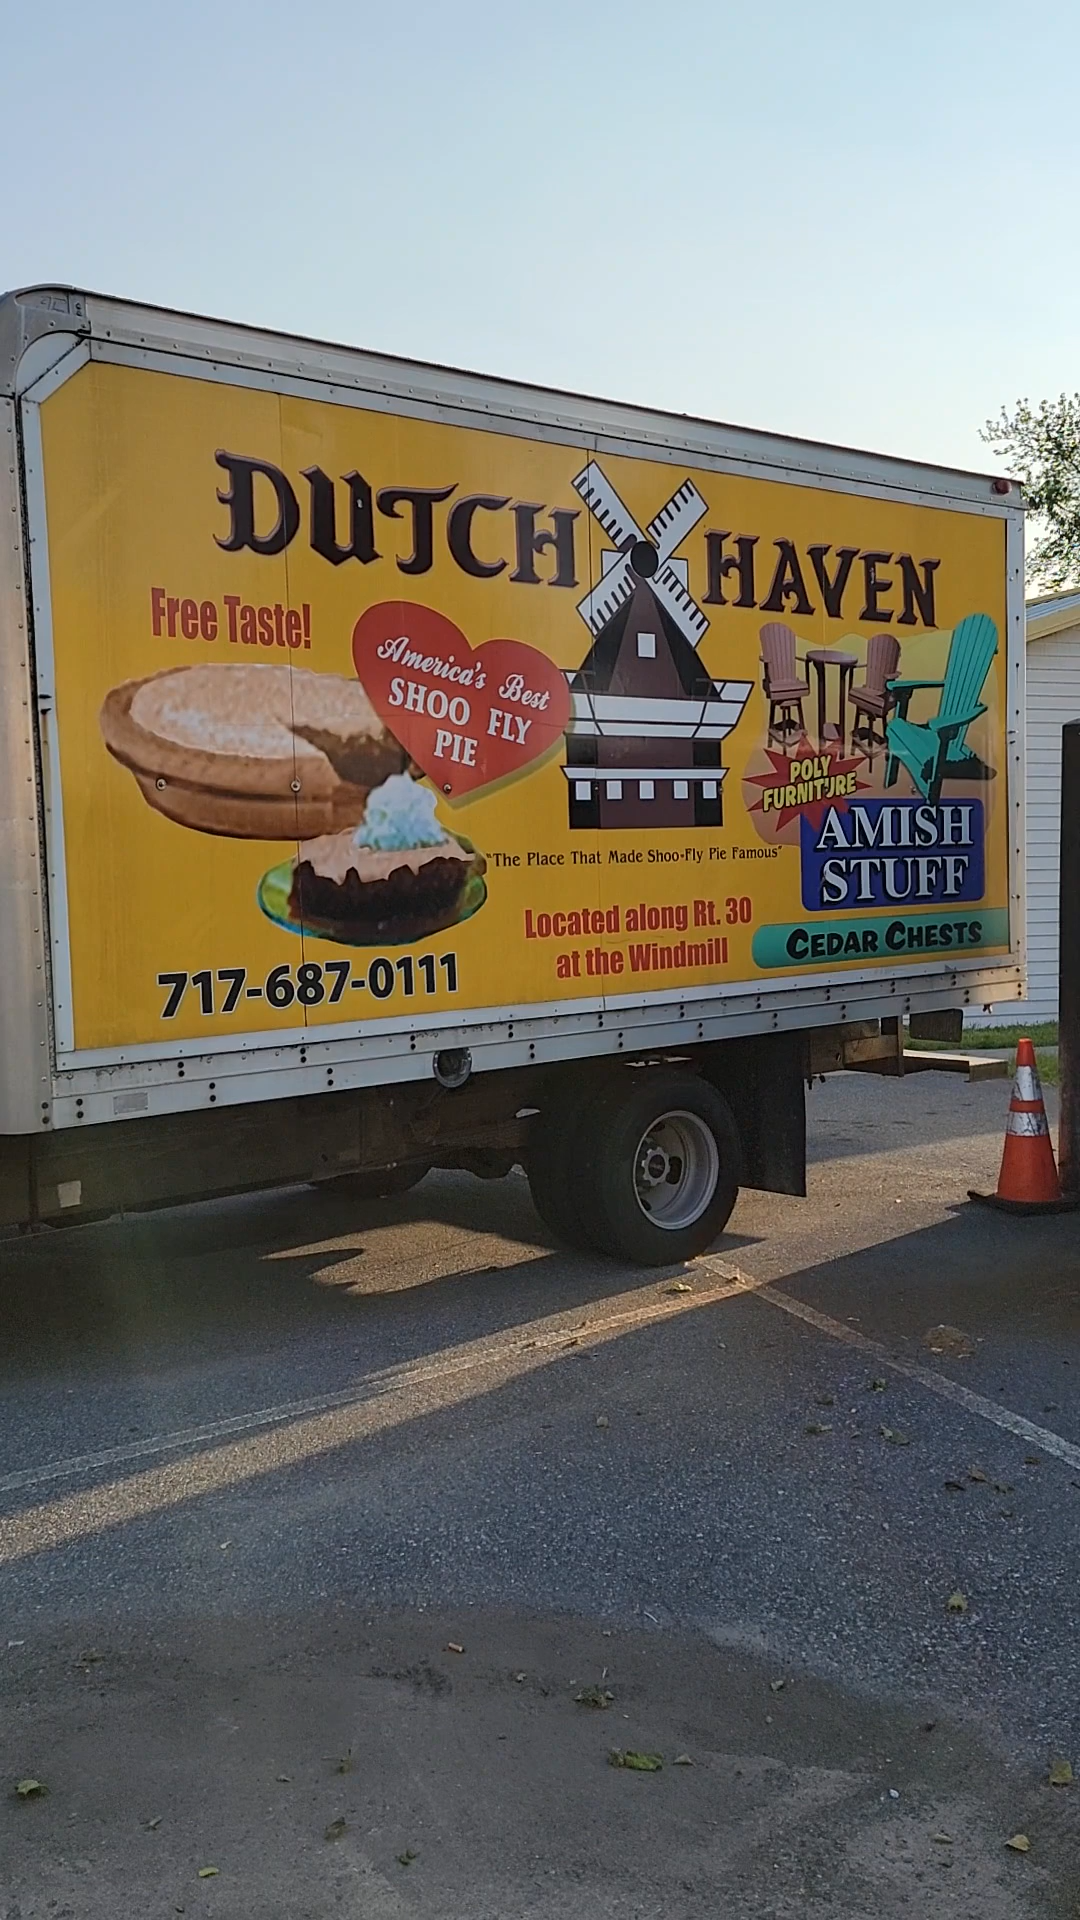 DUTCH HAVEN
Free Taste!
America's Best
SHOO FLY
PIE
POLY
FURNITURE
AMISH
STUFF
"The Place That Made Shoo-Fly Pie Famous"
Located along Rt. 30
at the Windmill
CEDAR CHESTS
717-687-0111